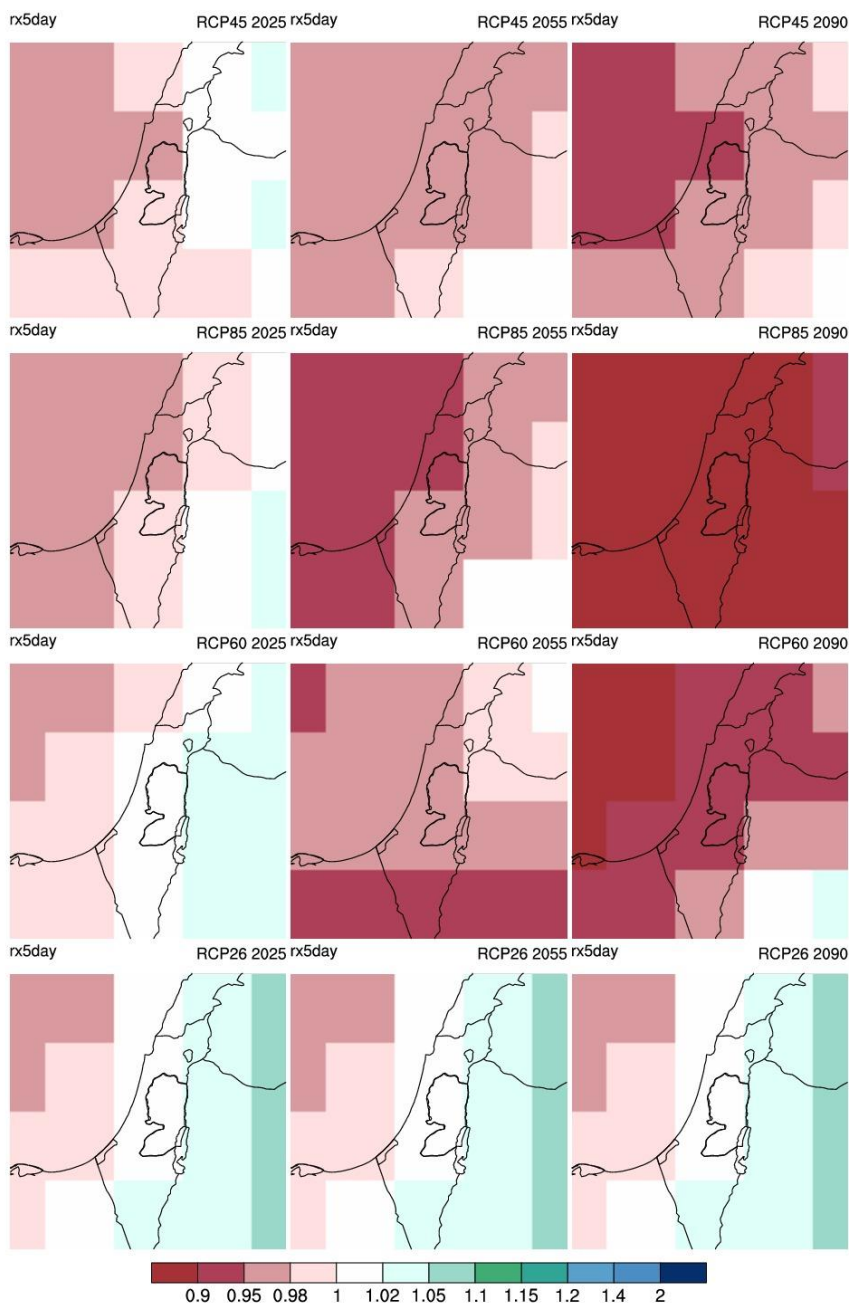 rx5day RCP45 2025 rx5day RCP45 2055 rx5day RCP45 2090
rx5day RCP85 2025 rx5day RCP85 2055 rx5day RCP85 2090
rx5day RCP60 2025 rx5day RCP60 2055 rx5day RCP60 2090
rx5day RCP26 2025 rx5day RCP26 2055 rx5day RCP26 2090
0.9 0.95 0.98 1 1.02 1.05 1.1 1.15 1.2 1.4 2